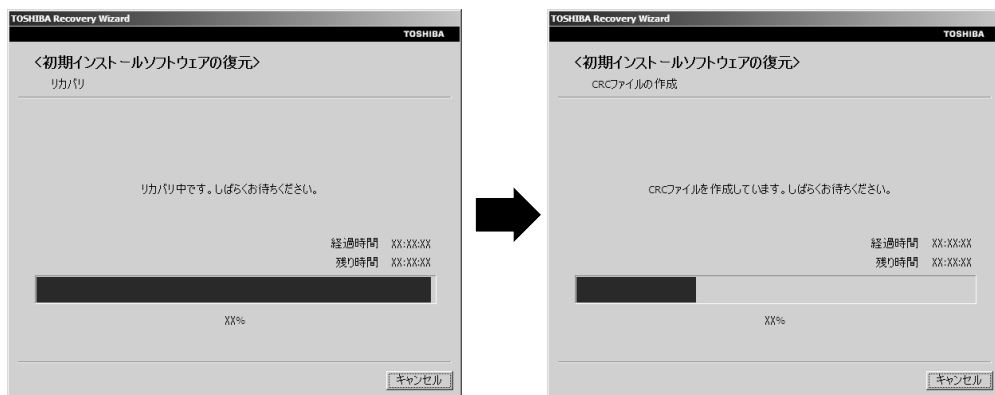 TOSHIBA Recovery Wizard
TOSHIBA
<初期インストールソフトウェアの復元>
リカバリ
リカバリ中です。しばらくお待ちください。
経過時間 XX:XX:XX
残り時間 XX:XX:XX
XX%
キャンセル
TOSHIBA Recovery Wizard
TOSHIBA
<初期インストールソフトウェアの復元>
CRCファイルの作成
CRCファイルを作成しています。しばらくお待ちください。
経過時間 XX:XX:XX
残り時間 XX:XX:XX
XX%
キャンセル